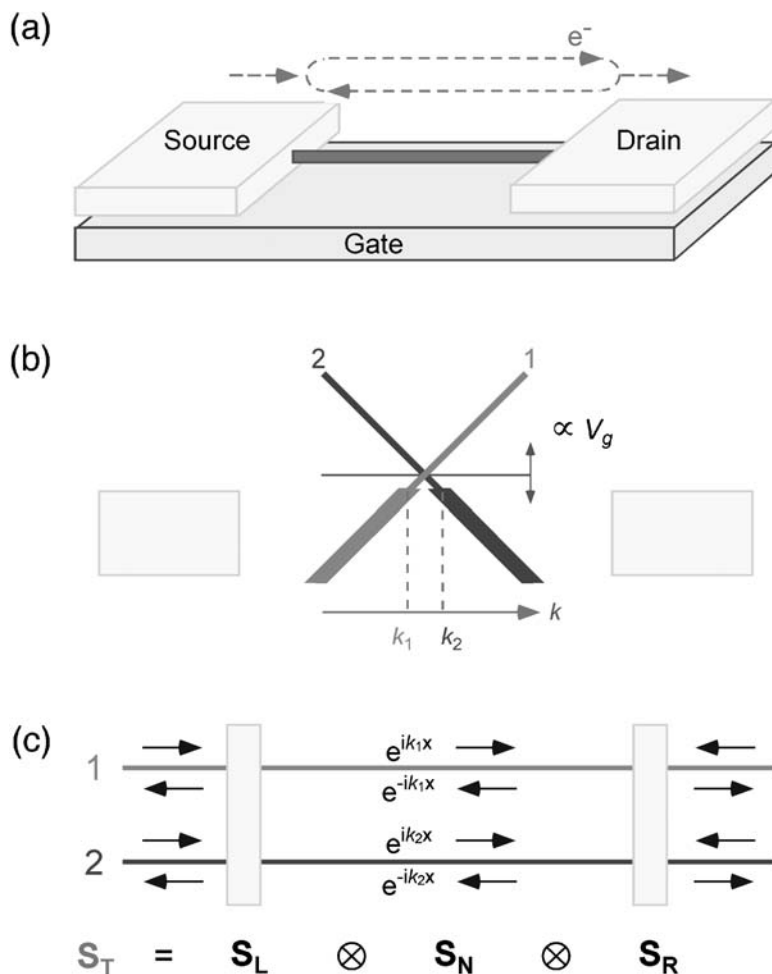 (a)
e⁻
Source
Drain
Gate
(b)
2 1
∝ V_g
k
k₁ k₂
(c)
1
e^{ik₁x}
e^{-ik₁x}
2
e^{ik₂x}
e^{-ik₂x}
S_T = S_L ⊗ S_N ⊗ S_R